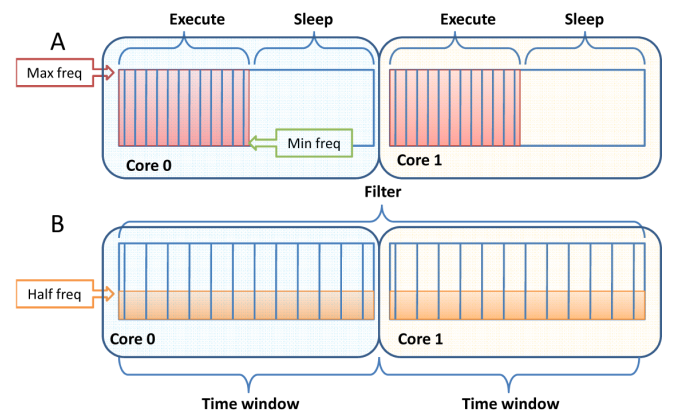 Execute
Sleep
Execute
Sleep
A
Max freq
Min freq
Core 0
Core 1
Filter
B
Half freq
Core 0
Core 1
Time window
Time window